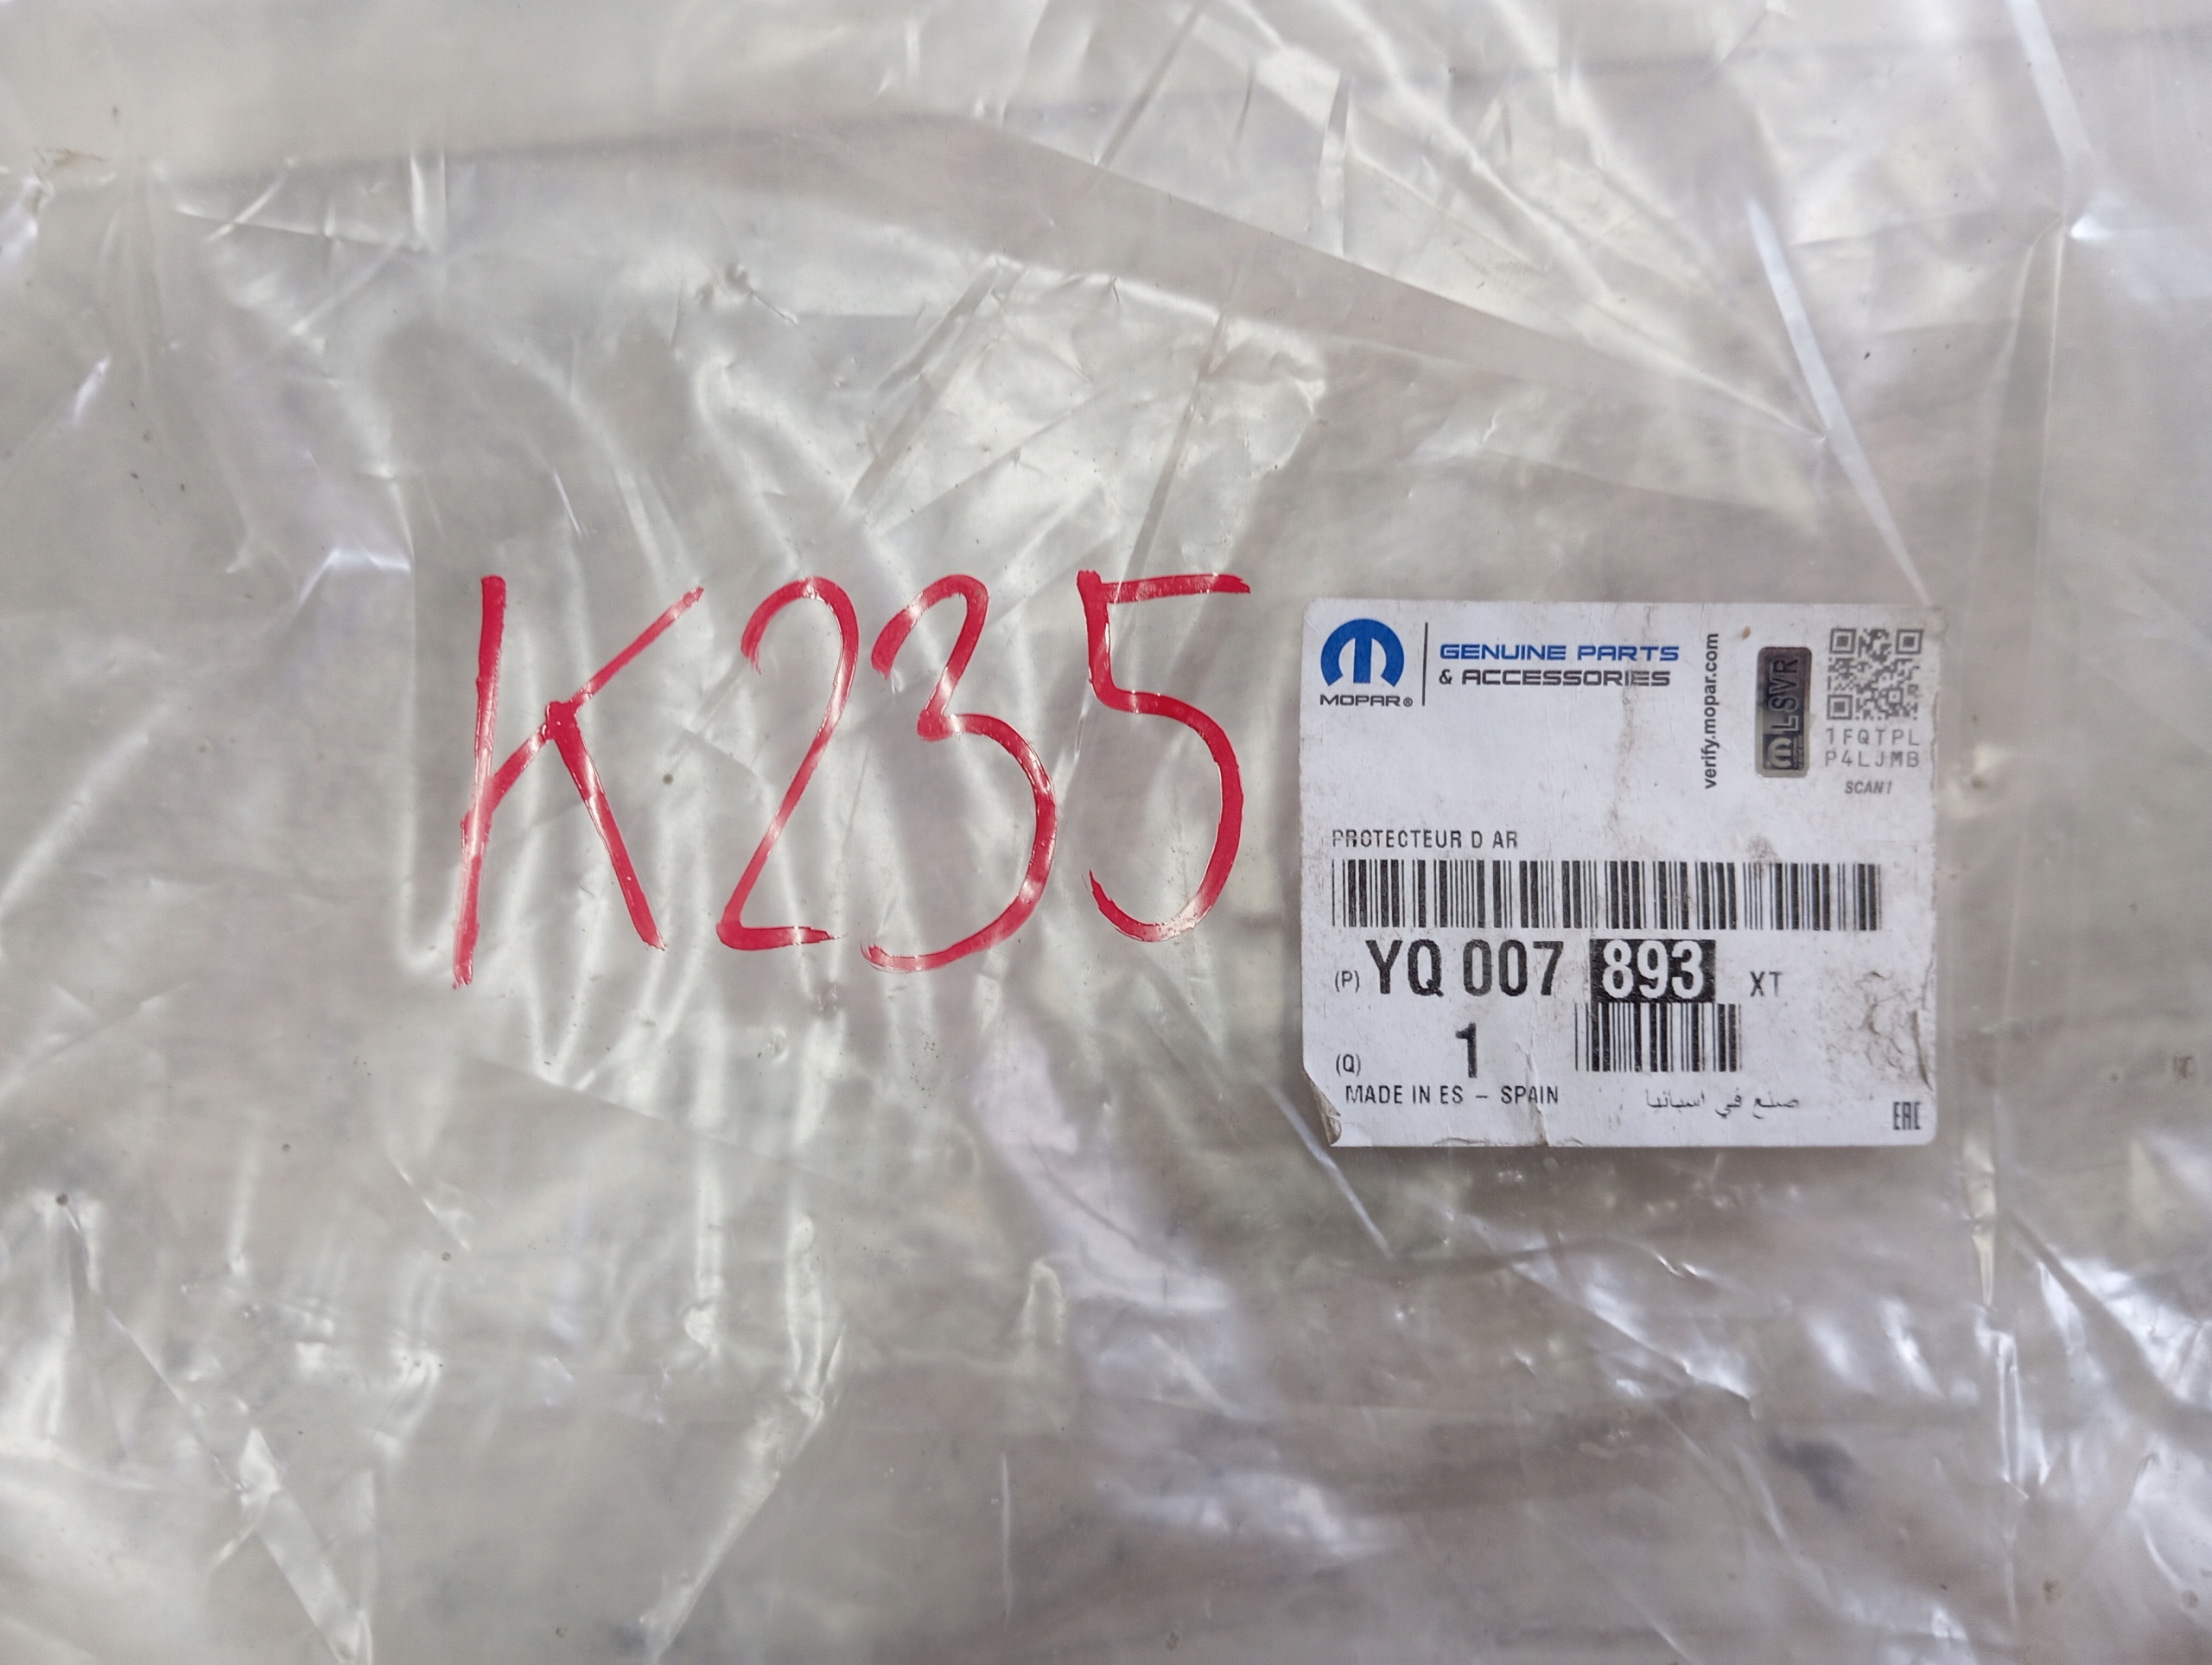 K235
MOPAR®
GENUINE PARTS
& ACCESSORIES
verify.mopar.com
LSVR
1FQTPL
P4LJMB
SCAN!
PROTECTEUR D AR
(P) YQ 007 893 XT
(Q) 1
MADE IN ES - SPAIN صنع في اسبانيا
EAC